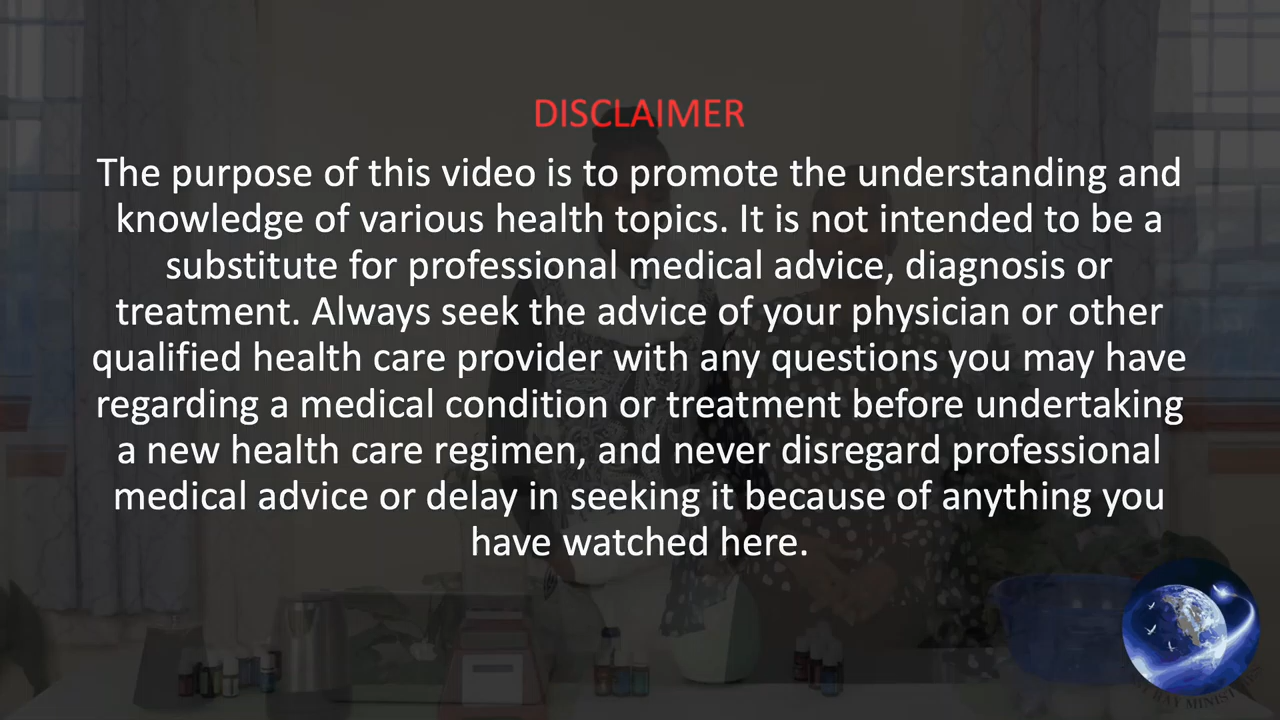 DISCLAIMER
The purpose of this video is to promote the understanding and
knowledge of various health topics. It is not intended to be a
substitute for professional medical advice, diagnosis or
treatment. Always seek the advice of your physician or other
qualified health care provider with any questions you may have
regarding a medical condition or treatment before undertaking
a new health care regimen, and never disregard professional
medical advice or delay in seeking it because of anything you
have watched here.